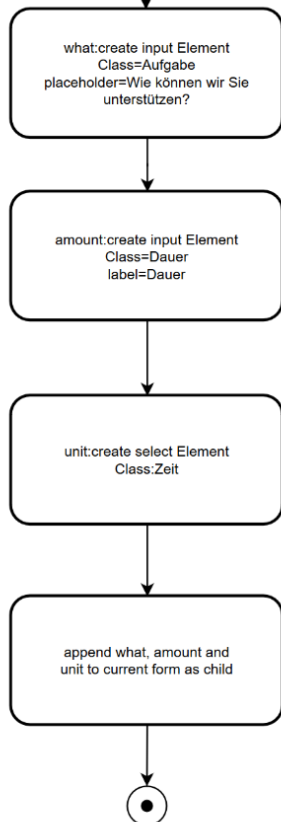 what:create input Element
Class=Aufgabe
placeholder=Wie können wir Sie
unterstützen?
amount:create input Element
Class=Dauer
label=Dauer
unit:create select Element
Class:Zeit
append what, amount and
unit to current form as child